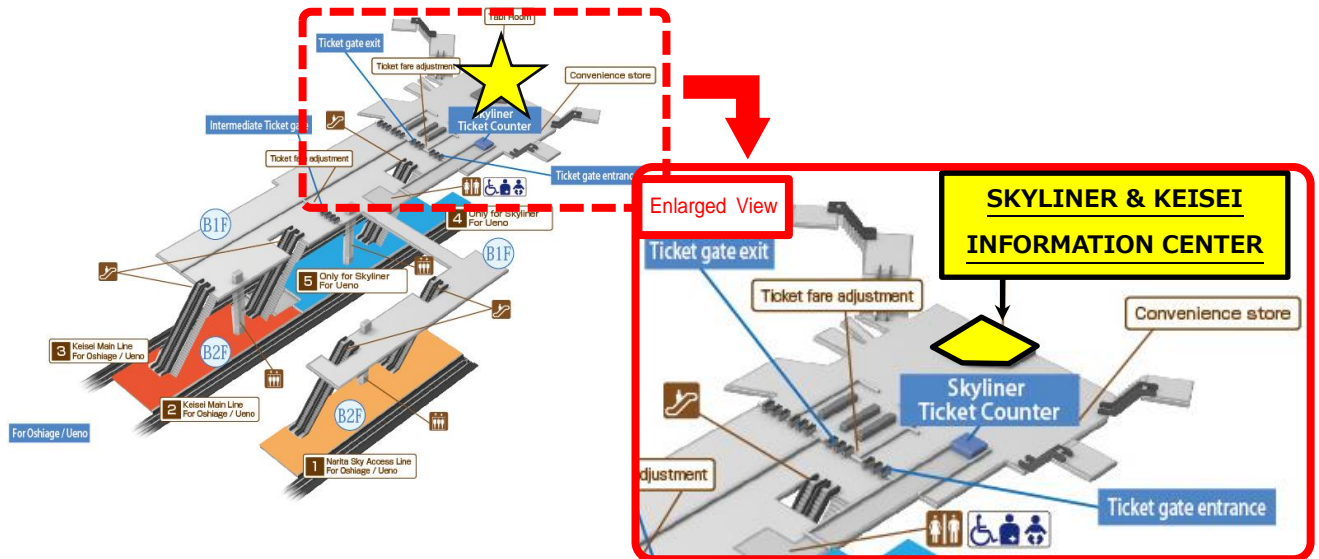 Tabi Room
Ticket gate exit
Ticket fare adjustment
Convenience store
Skyliner
Ticket Counter
Intermediate Ticket gate
Ticket fare adjustment
Ticket gate entrance
B1F
4 Only for Skyliner
For Ueno
B1F
5 Only for Skyliner
For Ueno
3 Keisei Main Line
For Oshiage / Ueno
B2F
2 Keisei Main Line
For Oshiage / Ueno
B2F
For Oshiage / Ueno
1 Narita Sky Access Line
For Oshiage / Ueno
Enlarged View
SKYLINER & KEISEI
INFORMATION CENTER
Ticket gate exit
Ticket fare adjustment
Convenience store
Skyliner
Ticket Counter
djustment
Ticket gate entrance